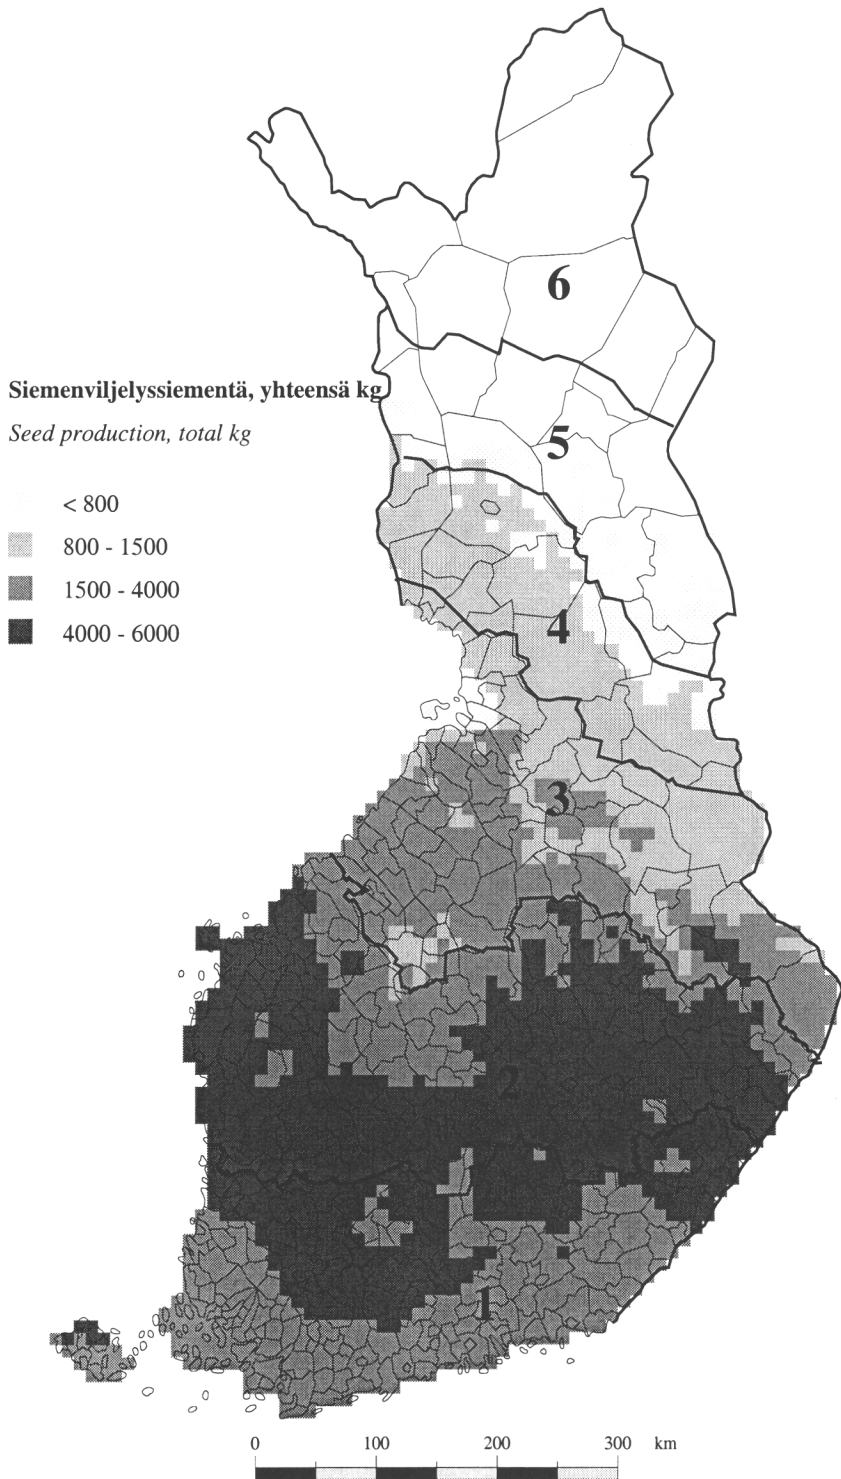 6
Siemenviljelyssiementä, yhteensä kg
Seed production, total kg
5
< 800
800 - 1500
1500 - 4000
4000 - 6000
4
3
2
1
0 100 200 300 km